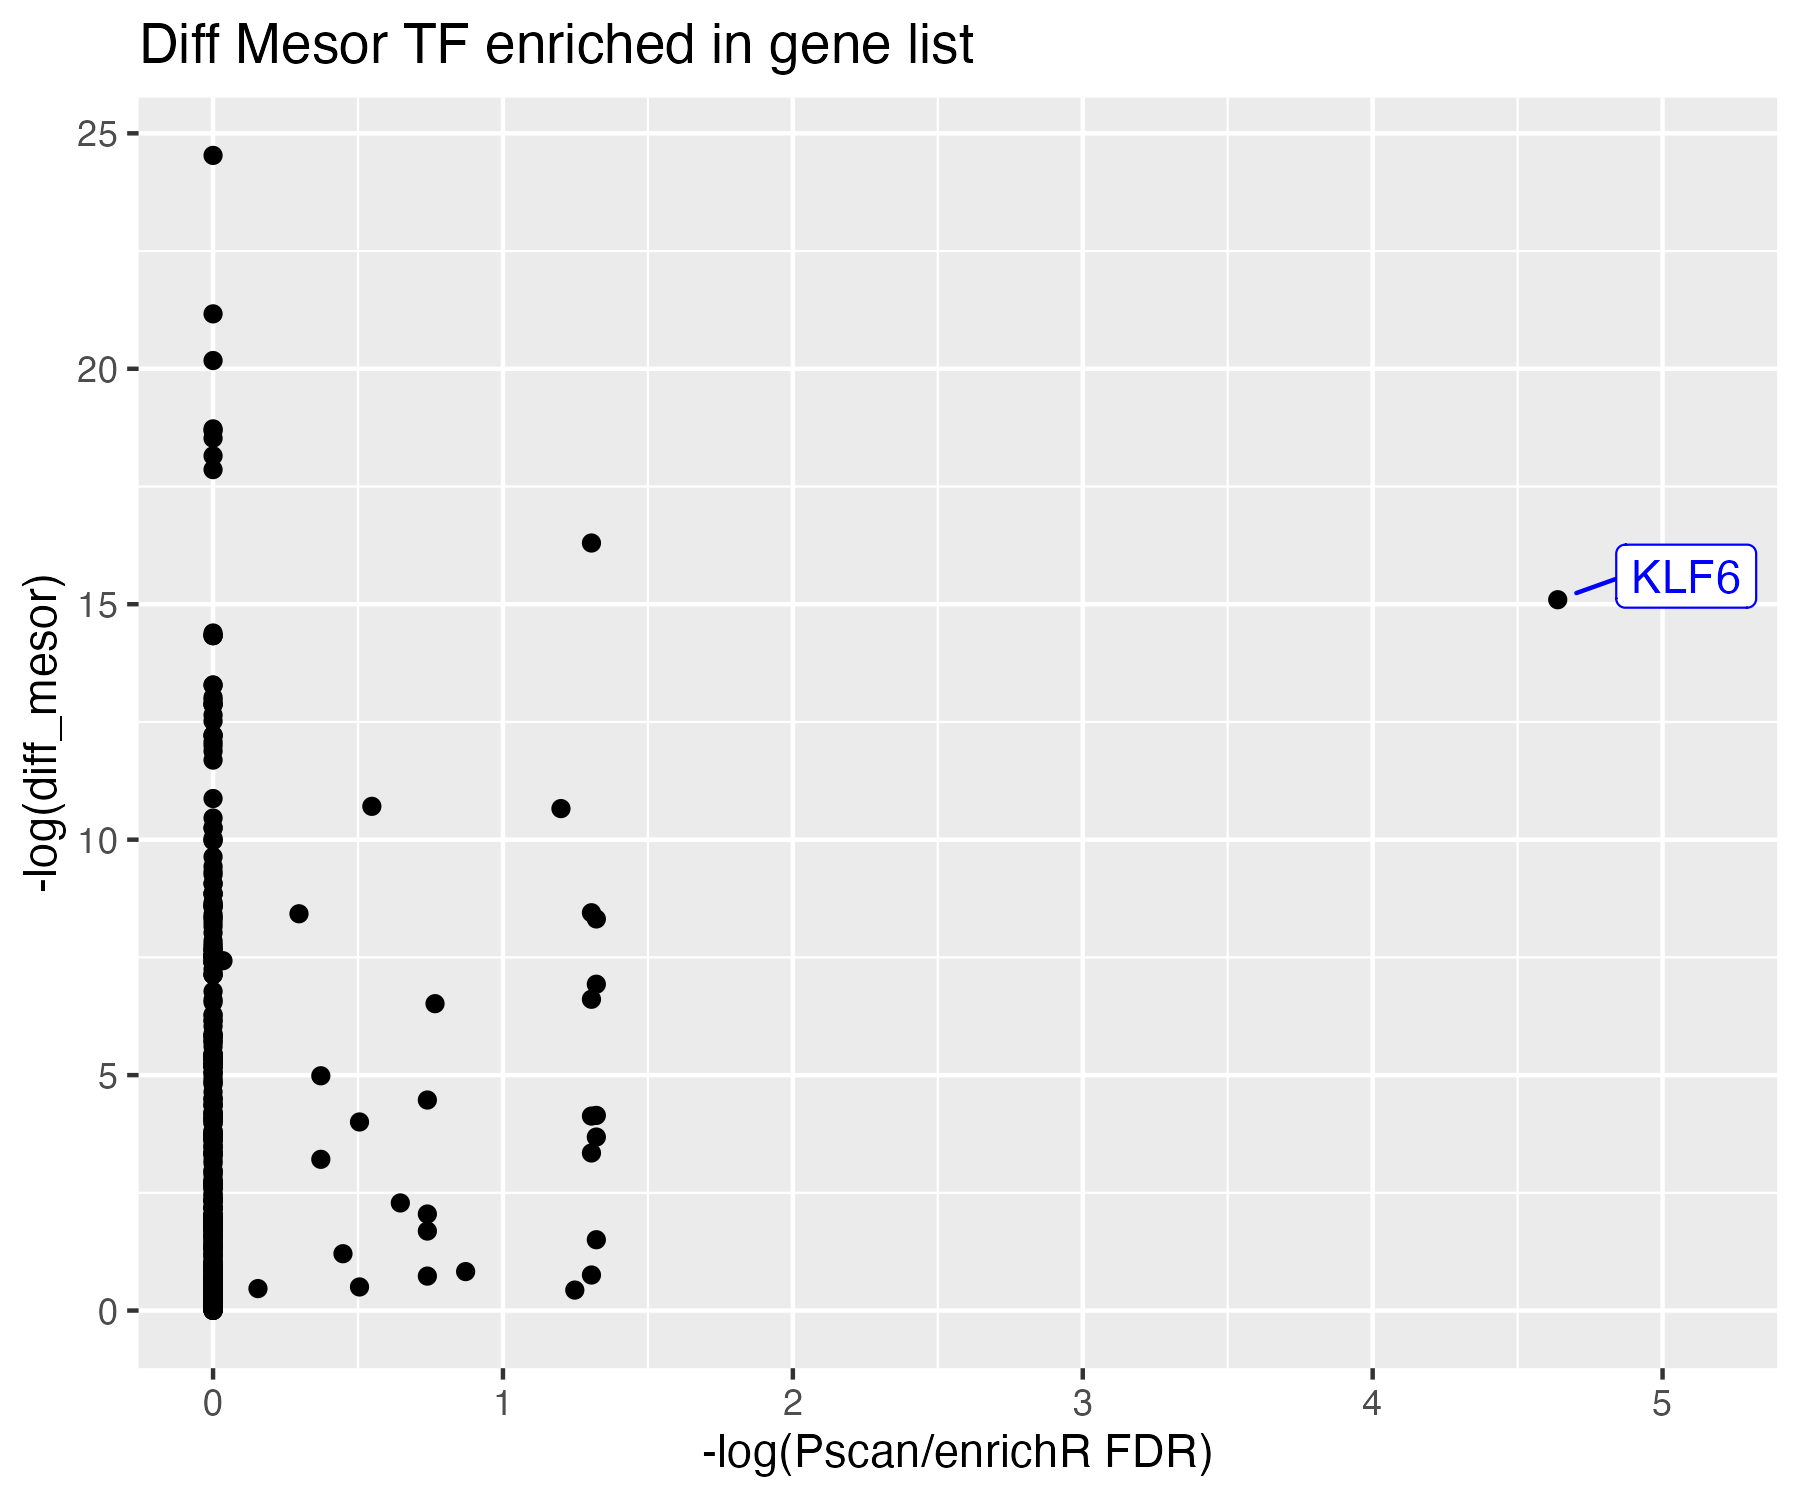 Diff Mesor TF enriched in gene list
25
20
15
10
5
0
-log(diff_mesor)
KLF6
0 1 2 3 4 5
-log(Pscan/enrichR FDR)